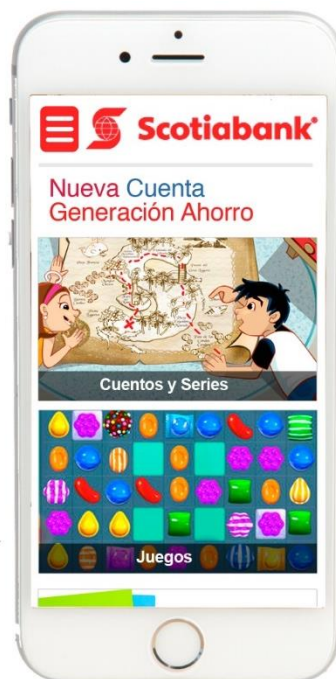 Scotiabank
Nueva Cuenta
Generación Ahorro
Cuentos y Series
Juegos